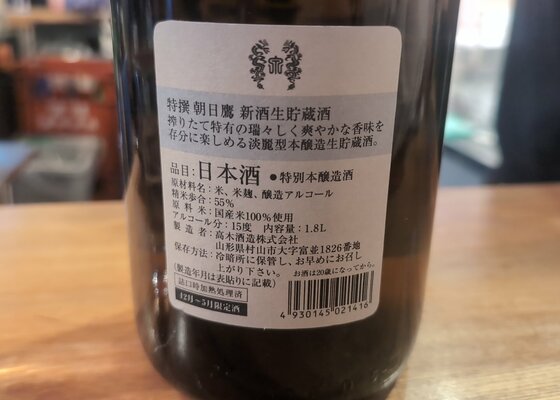 特撰 朝日鷹 新酒生貯蔵酒
搾りたて特有の瑞々しく爽やかな香味を
存分に楽しめる淡麗型本醸造生貯蔵酒。
品目:日本酒 ●特別本醸造酒
原材料名:米、米麹、醸造アルコール
精米歩合:55%
原料米:国産米100%使用
アルコール分:15度 内容量:1.8L
製造者:高木酒造株式会社
山形県村山市大字富並1826番地
保存方法:冷暗所に保管し、お早めにお召し
上がり下さい。 お酒は20歳になってから。
(製造年月は表貼りに記載)
詰口時加熱処理済
12月~5月限定酒
4 930145 021416